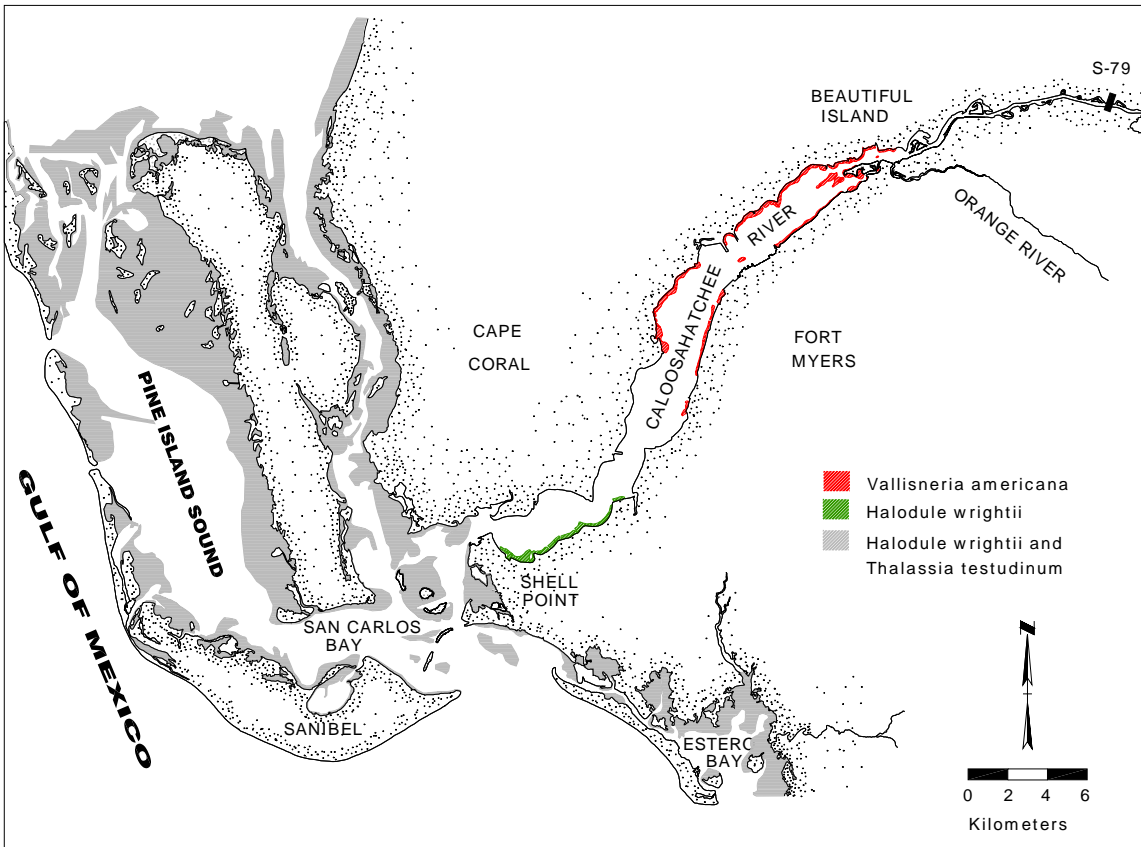 S-79
BEAUTIFUL
ISLAND
ORANGE RIVER
RIVER
CALOOSAHATCHEE
CAPE
CORAL
FORT
MYERS
PINE ISLAND SOUND
GULF OF MEXICO
Vallisneria americana
Halodule wrightii
Halodule wrightii and
Thalassia testudinum
SHELL
POINT
SAN CARLOS
BAY
SANIBEL
ESTERO
BAY
0 2 4 6
Kilometers